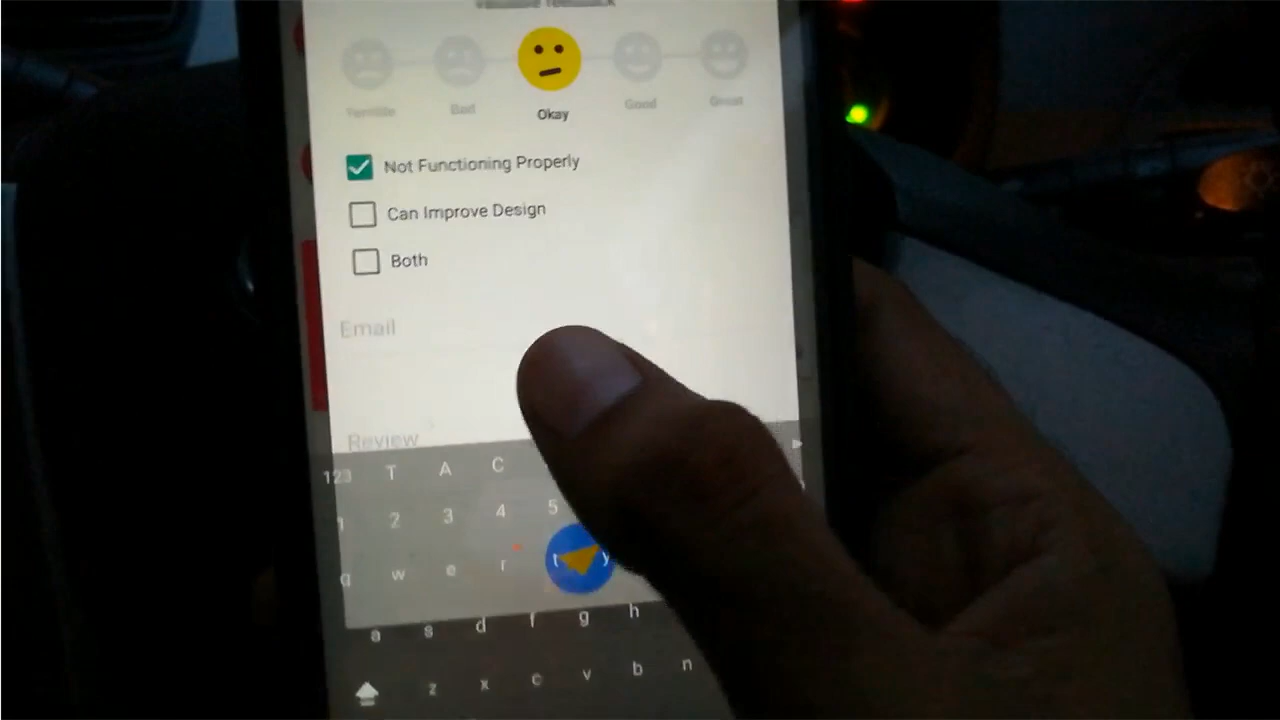 Terrible Bad Okay Good Great
Not Functioning Properly
Can Improve Design
Both
Email
Review
123 T A C
1 2 3 4 5
q w e r t y
a s d f g h
z x c v b n